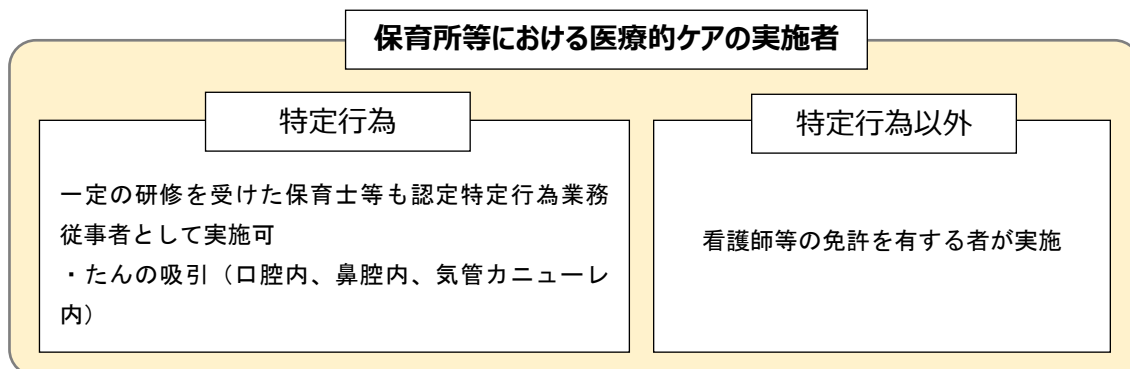 保育所等における医療的ケアの実施者
特定行為
一定の研修を受けた保育士等も認定特定行為業務
従事者として実施可
・たんの吸引（口腔内、鼻腔内、気管カニューレ
内）
特定行為以外
看護師等の免許を有する者が実施